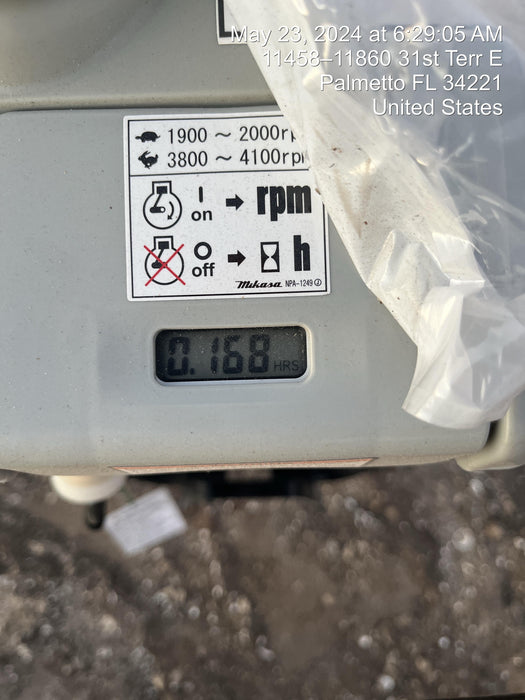 May 23, 2024 at 6:29:05 AM
11458–11860 31st Terr E
Palmetto FL 34221
United States
1900 ~ 2000rp
3800 ~ 4100rpm
I on → rpm
O off → h
Mikasa NPA-1249
0.168 HRS